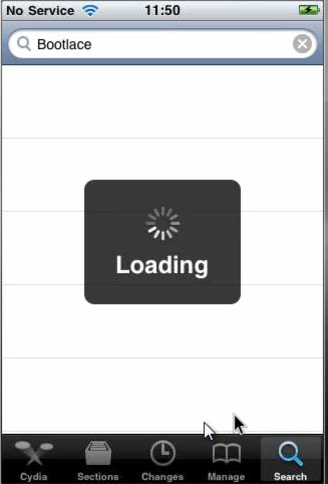 No Service 11:50
Bootlace
Loading
Cydia Sections Changes Manage Search